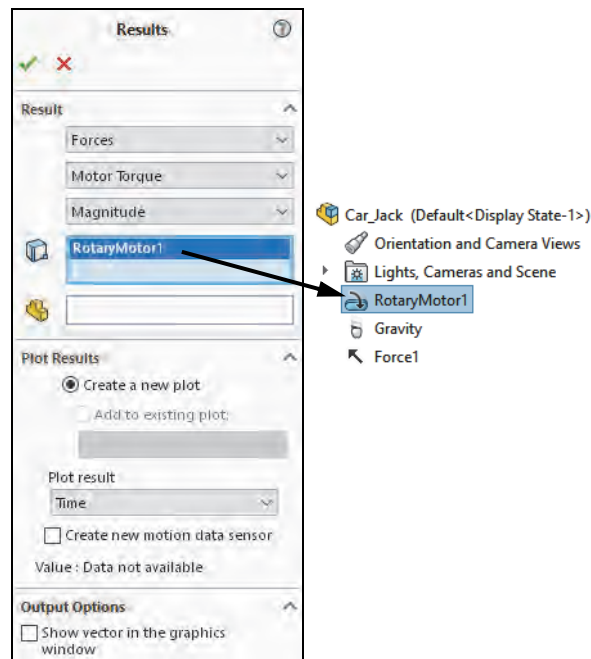 Results
Result
Forces
Motor Torque
Magnitude
RotaryMotor1
Plot Results
Create a new plot
Add to existing plot:
Plot result
Time
Create new motion data sensor
Value : Data not available
Output Options
Show vector in the graphics
window
Car_Jack (Default<Display State-1>)
Orientation and Camera Views
Lights, Cameras and Scene
RotaryMotor1
Gravity
Force1